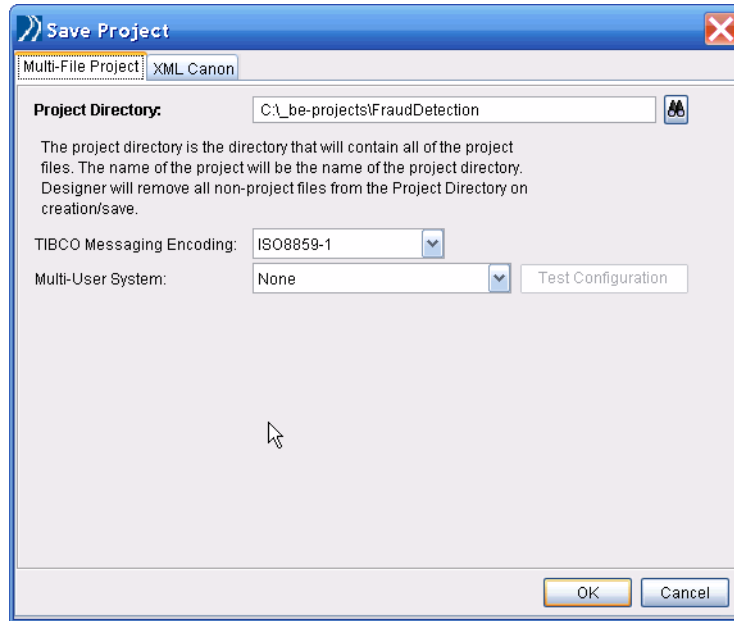 Save Project
Multi-File Project XML Canon
Project Directory: C:\_be-projects\FraudDetection
The project directory is the directory that will contain all of the project
files. The name of the project will be the name of the project directory.
Designer will remove all non-project files from the Project Directory on
creation/save.
TIBCO Messaging Encoding: ISO8859-1
Multi-User System: None Test Configuration
OK Cancel